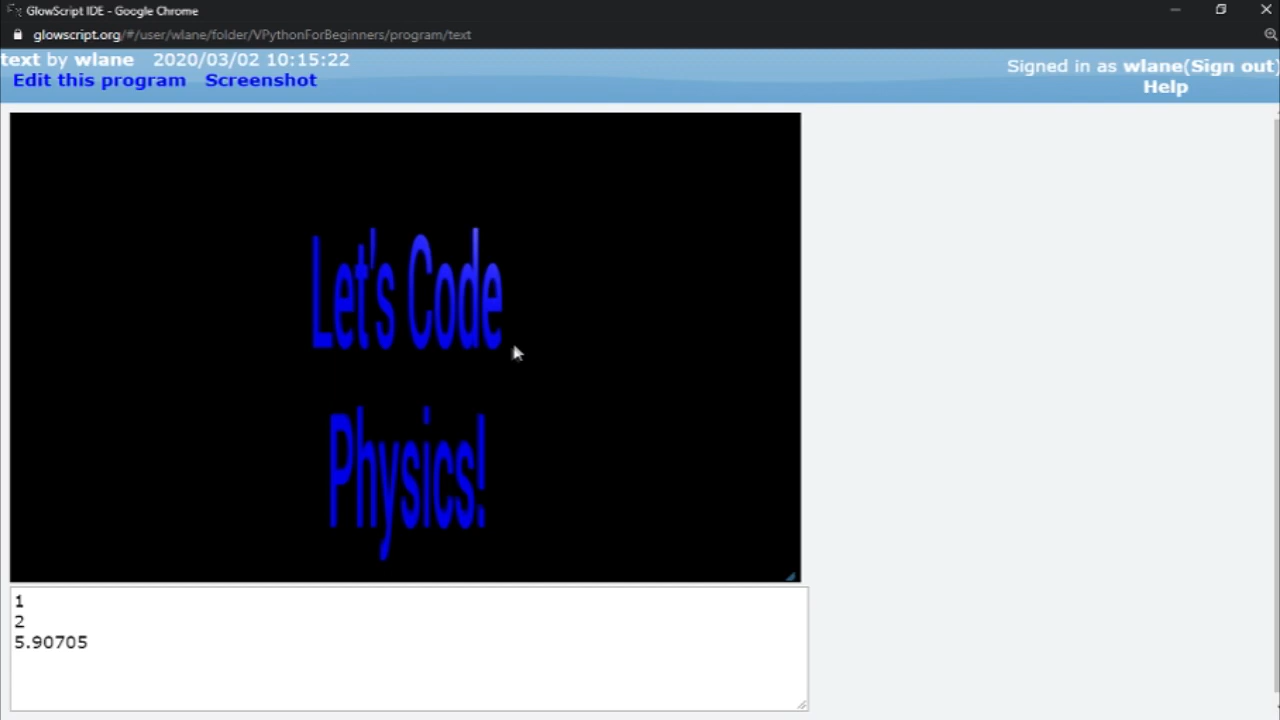 GlowScript IDE - Google Chrome
glowscript.org/#/user/wlane/folder/VPythonForBeginners/program/text
text by wlane 2020/03/02 10:15:22
Signed in as wlane(Sign out)
Edit this program Screenshot
Help
Let's Code
Physics!
1
2
5.90705